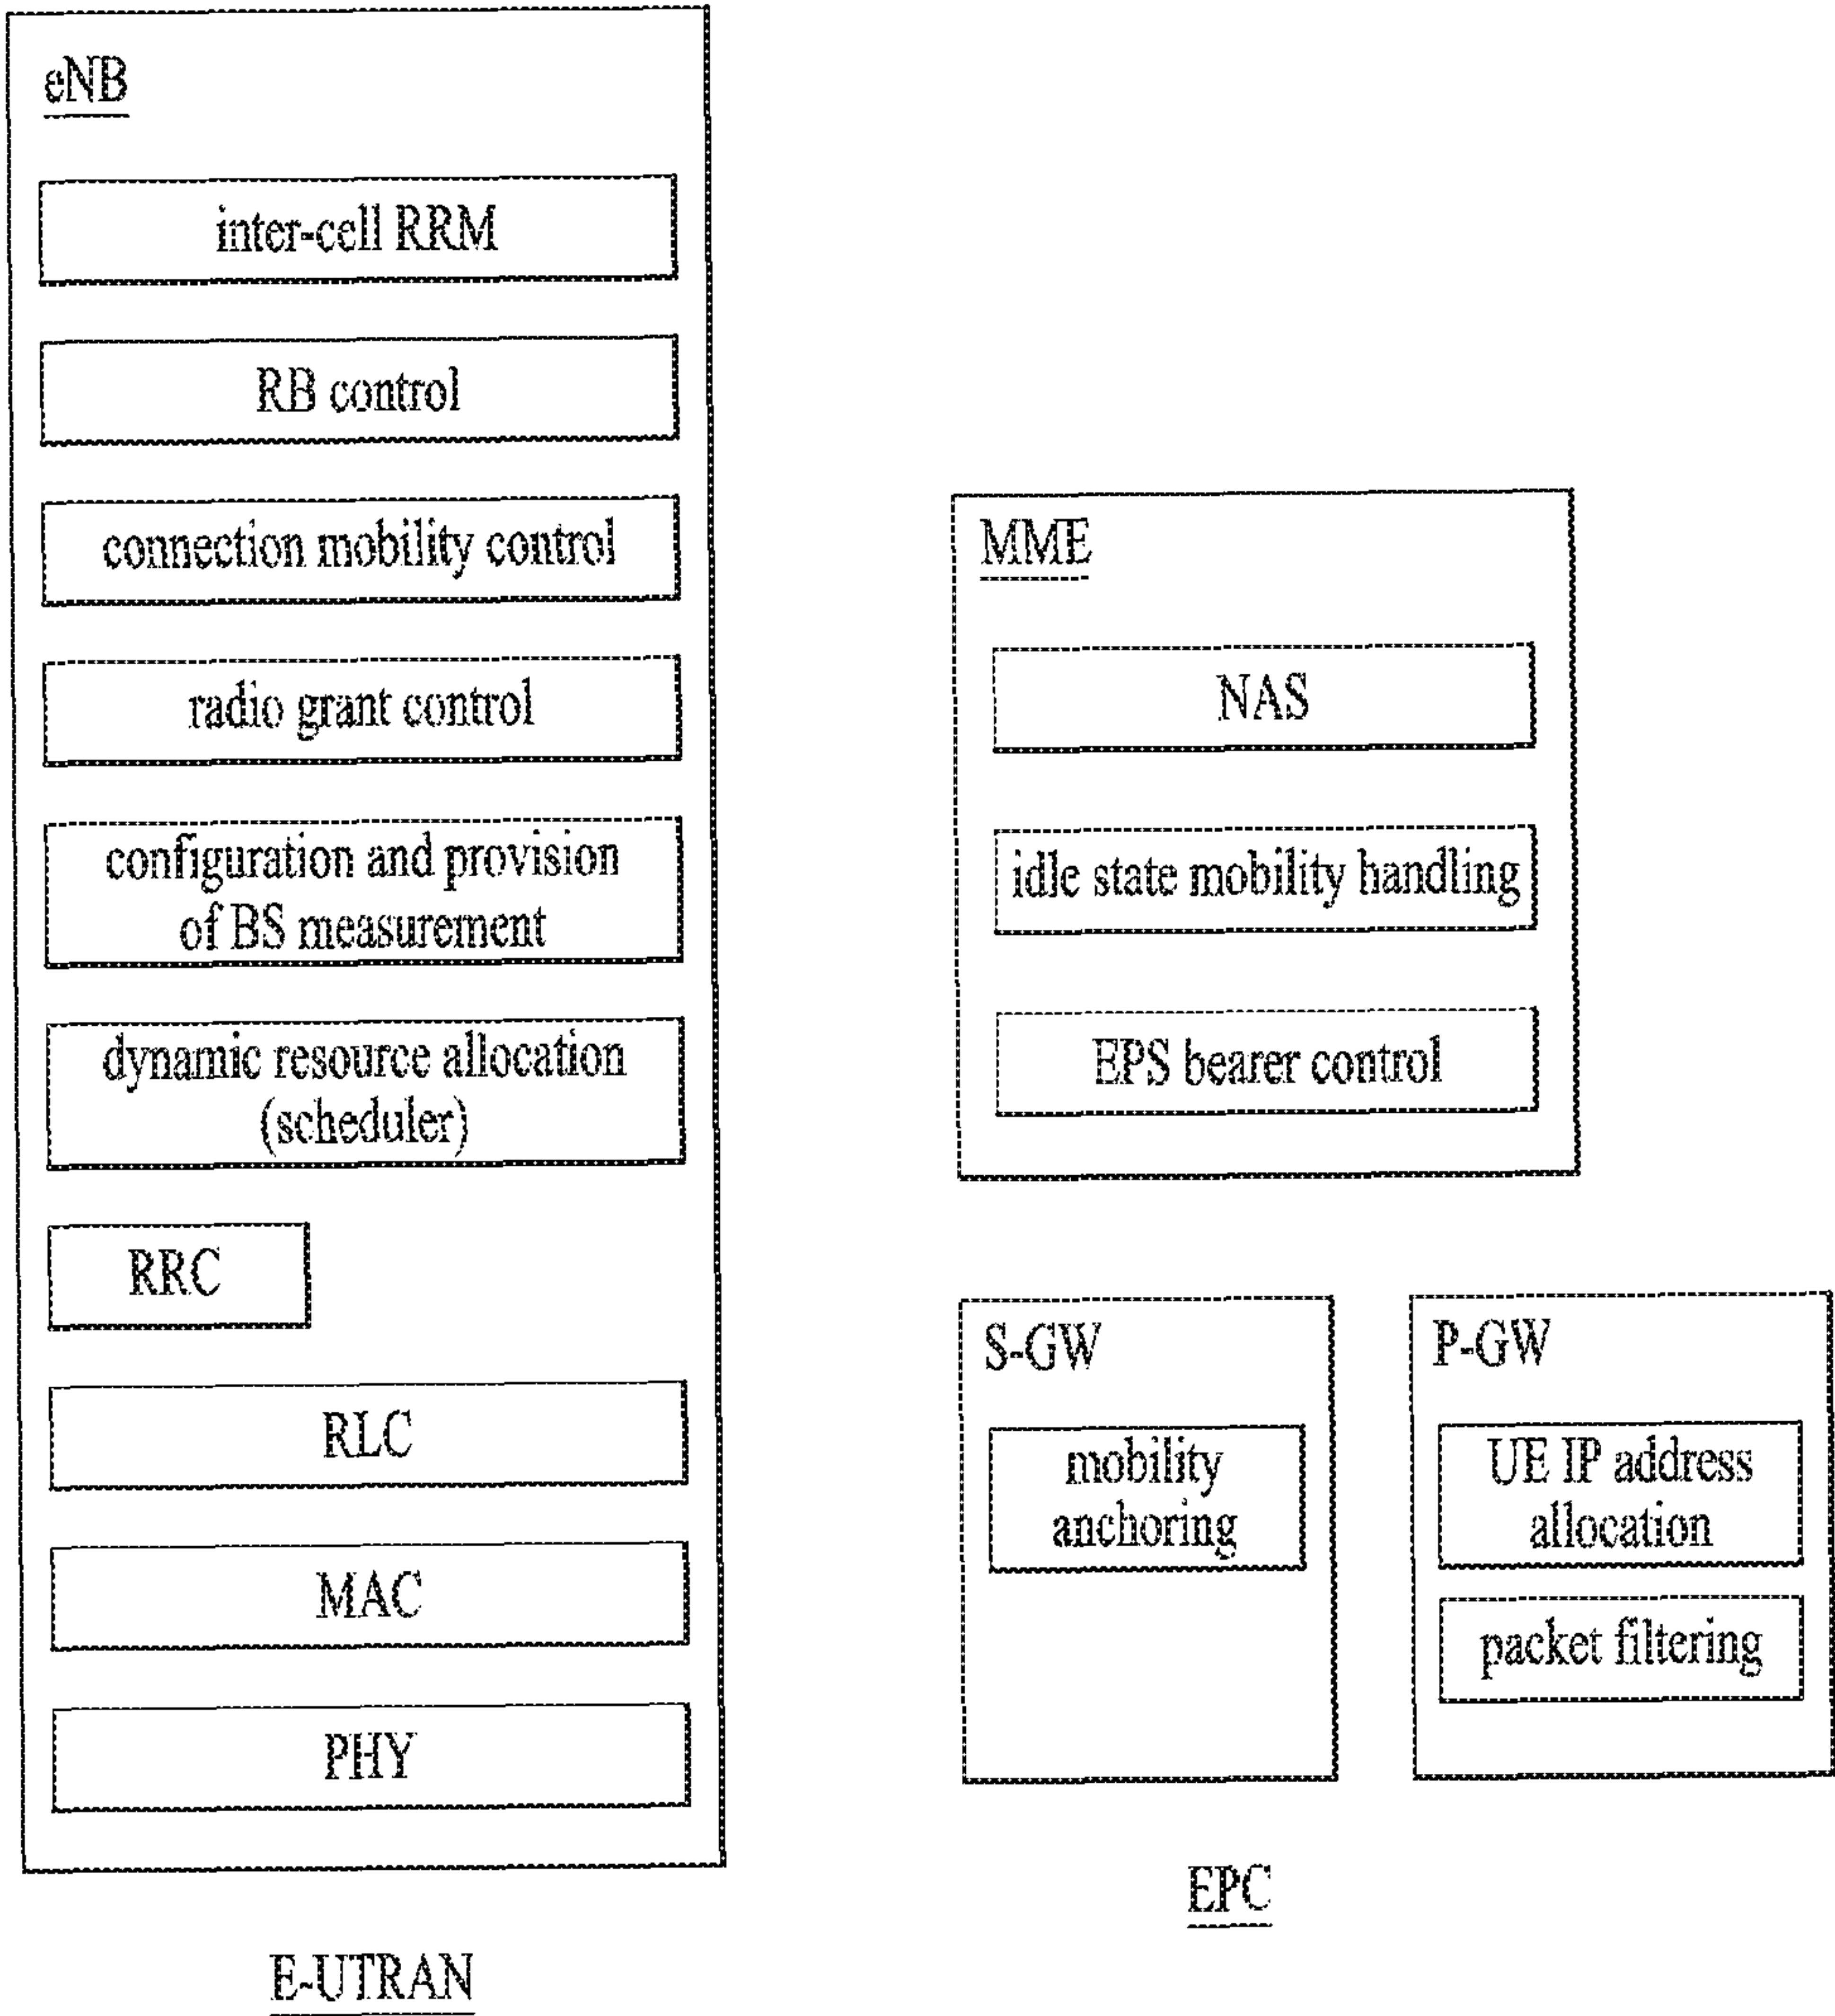 eNB
inter-cell RRM
RB control
connection mobility control
radio grant control
configuration and provision
of BS measurement
dynamic resource allocation
(scheduler)
RRC
RLC
MAC
PHY
E-UTRAN
MME
NAS
idle state mobility handling
EPS bearer control
S-GW
mobility
anchoring
P-GW
UE IP address
allocation
packet filtering
EPC